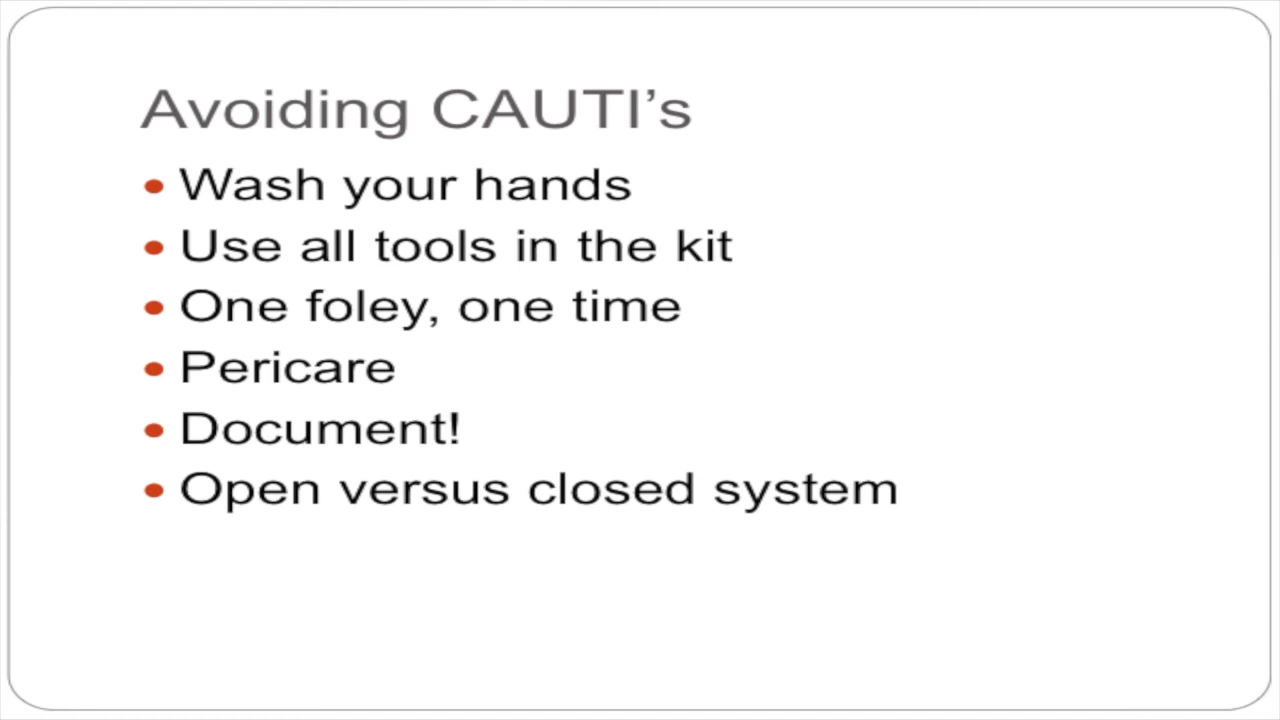 Avoiding CAUTI’s
• Wash your hands
• Use all tools in the kit
• One foley, one time
• Pericare
• Document!
• Open versus closed system